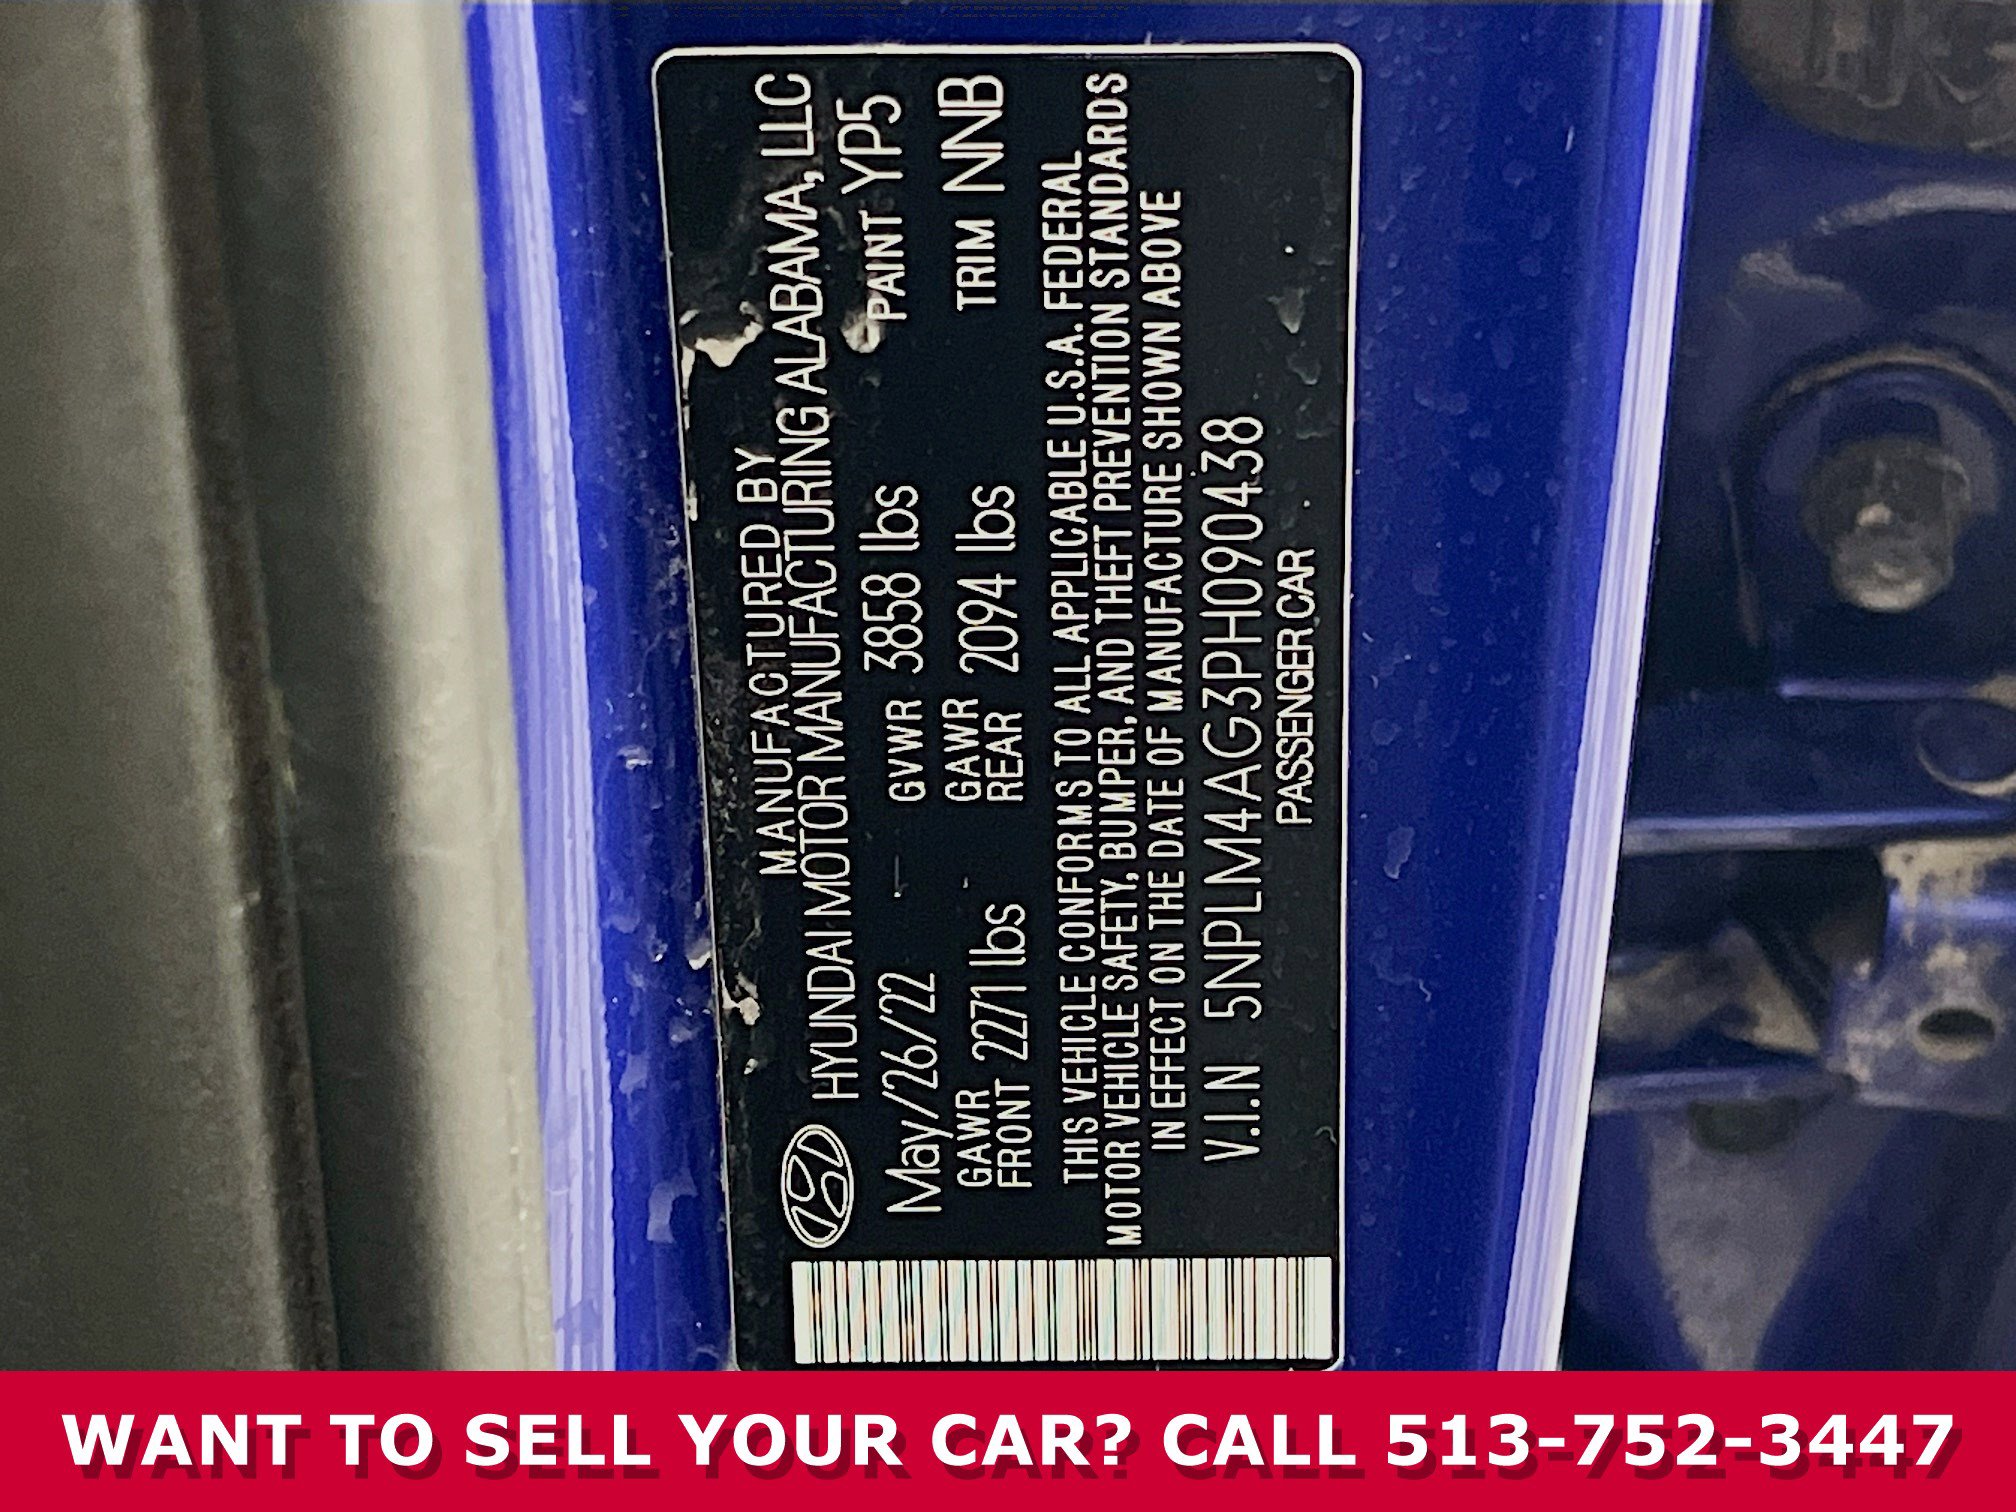 MANUFACTURED BY
HYUNDAI MOTOR MANUFACTURING ALABAMA, LLC
May/26/22 GVWR 3858 lbs PAINT YP5
GAWR FRONT 2271 lbs GAWR REAR 2094 lbs TRIM NNB
THIS VEHICLE CONFORMS TO ALL APPLICABLE U.S.A. FEDERAL
MOTOR VEHICLE SAFETY, BUMPER, AND THEFT PREVENTION STANDARDS
IN EFFECT ON THE DATE OF MANUFACTURE SHOWN ABOVE
V.I.N 5NPLM4AG3PH090438
PASSENGER CAR
WANT TO SELL YOUR CAR? CALL 513-752-3447